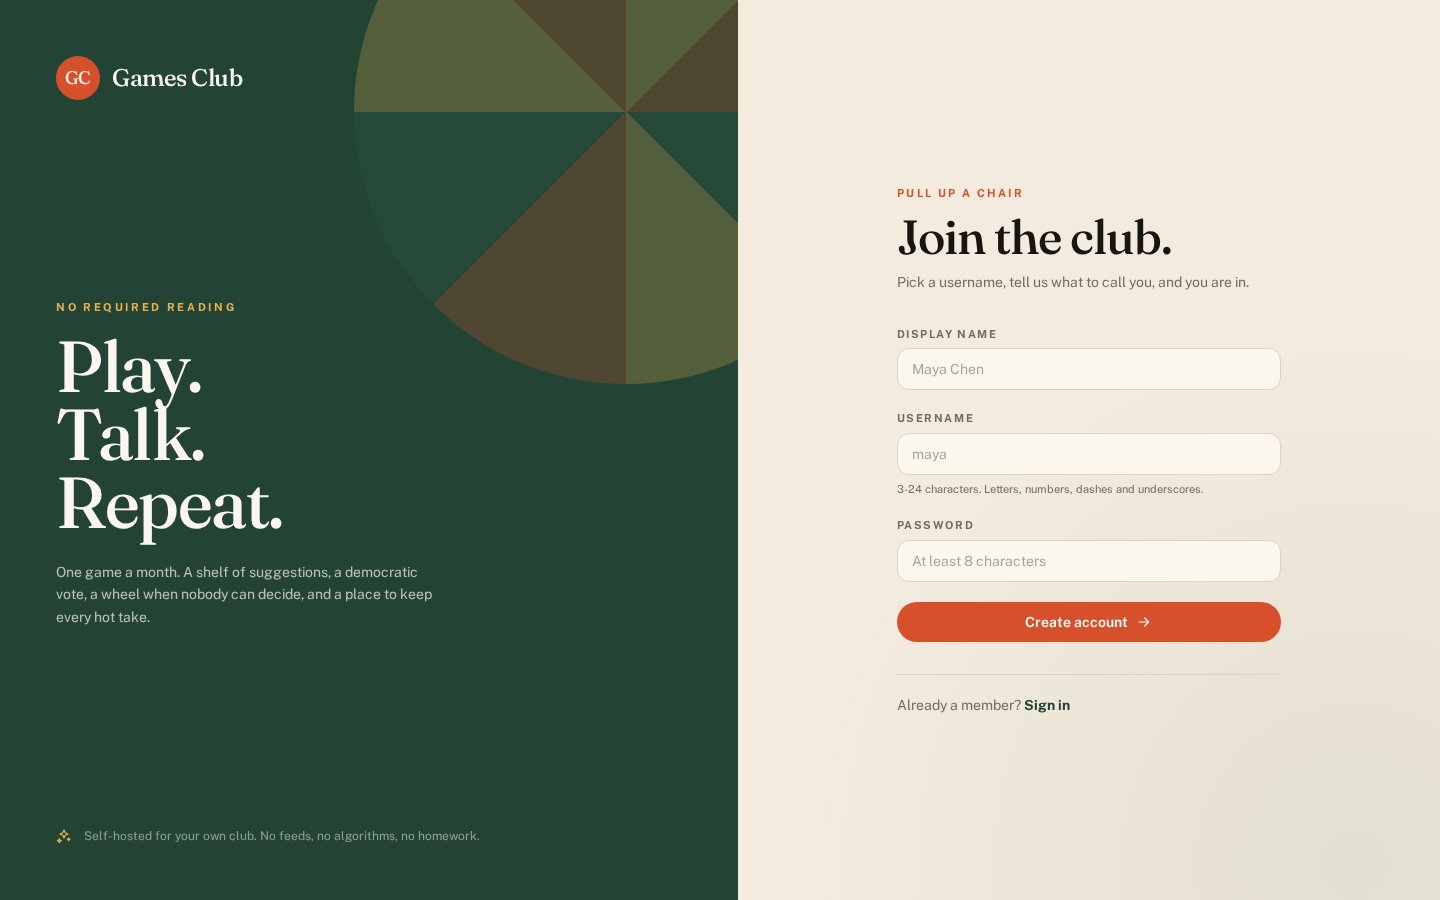 GC Games Club
NO REQUIRED READING
Play.
Talk.
Repeat.
One game a month. A shelf of suggestions, a democratic
vote, a wheel when nobody can decide, and a place to keep
every hot take.
Self-hosted for your own club. No feeds, no algorithms, no homework.
PULL UP A CHAIR
Join the club.
Pick a username, tell us what to call you, and you are in.
DISPLAY NAME
Maya Chen
USERNAME
maya
3-24 characters. Letters, numbers, dashes and underscores.
PASSWORD
At least 8 characters
Create account →
Already a member? Sign in